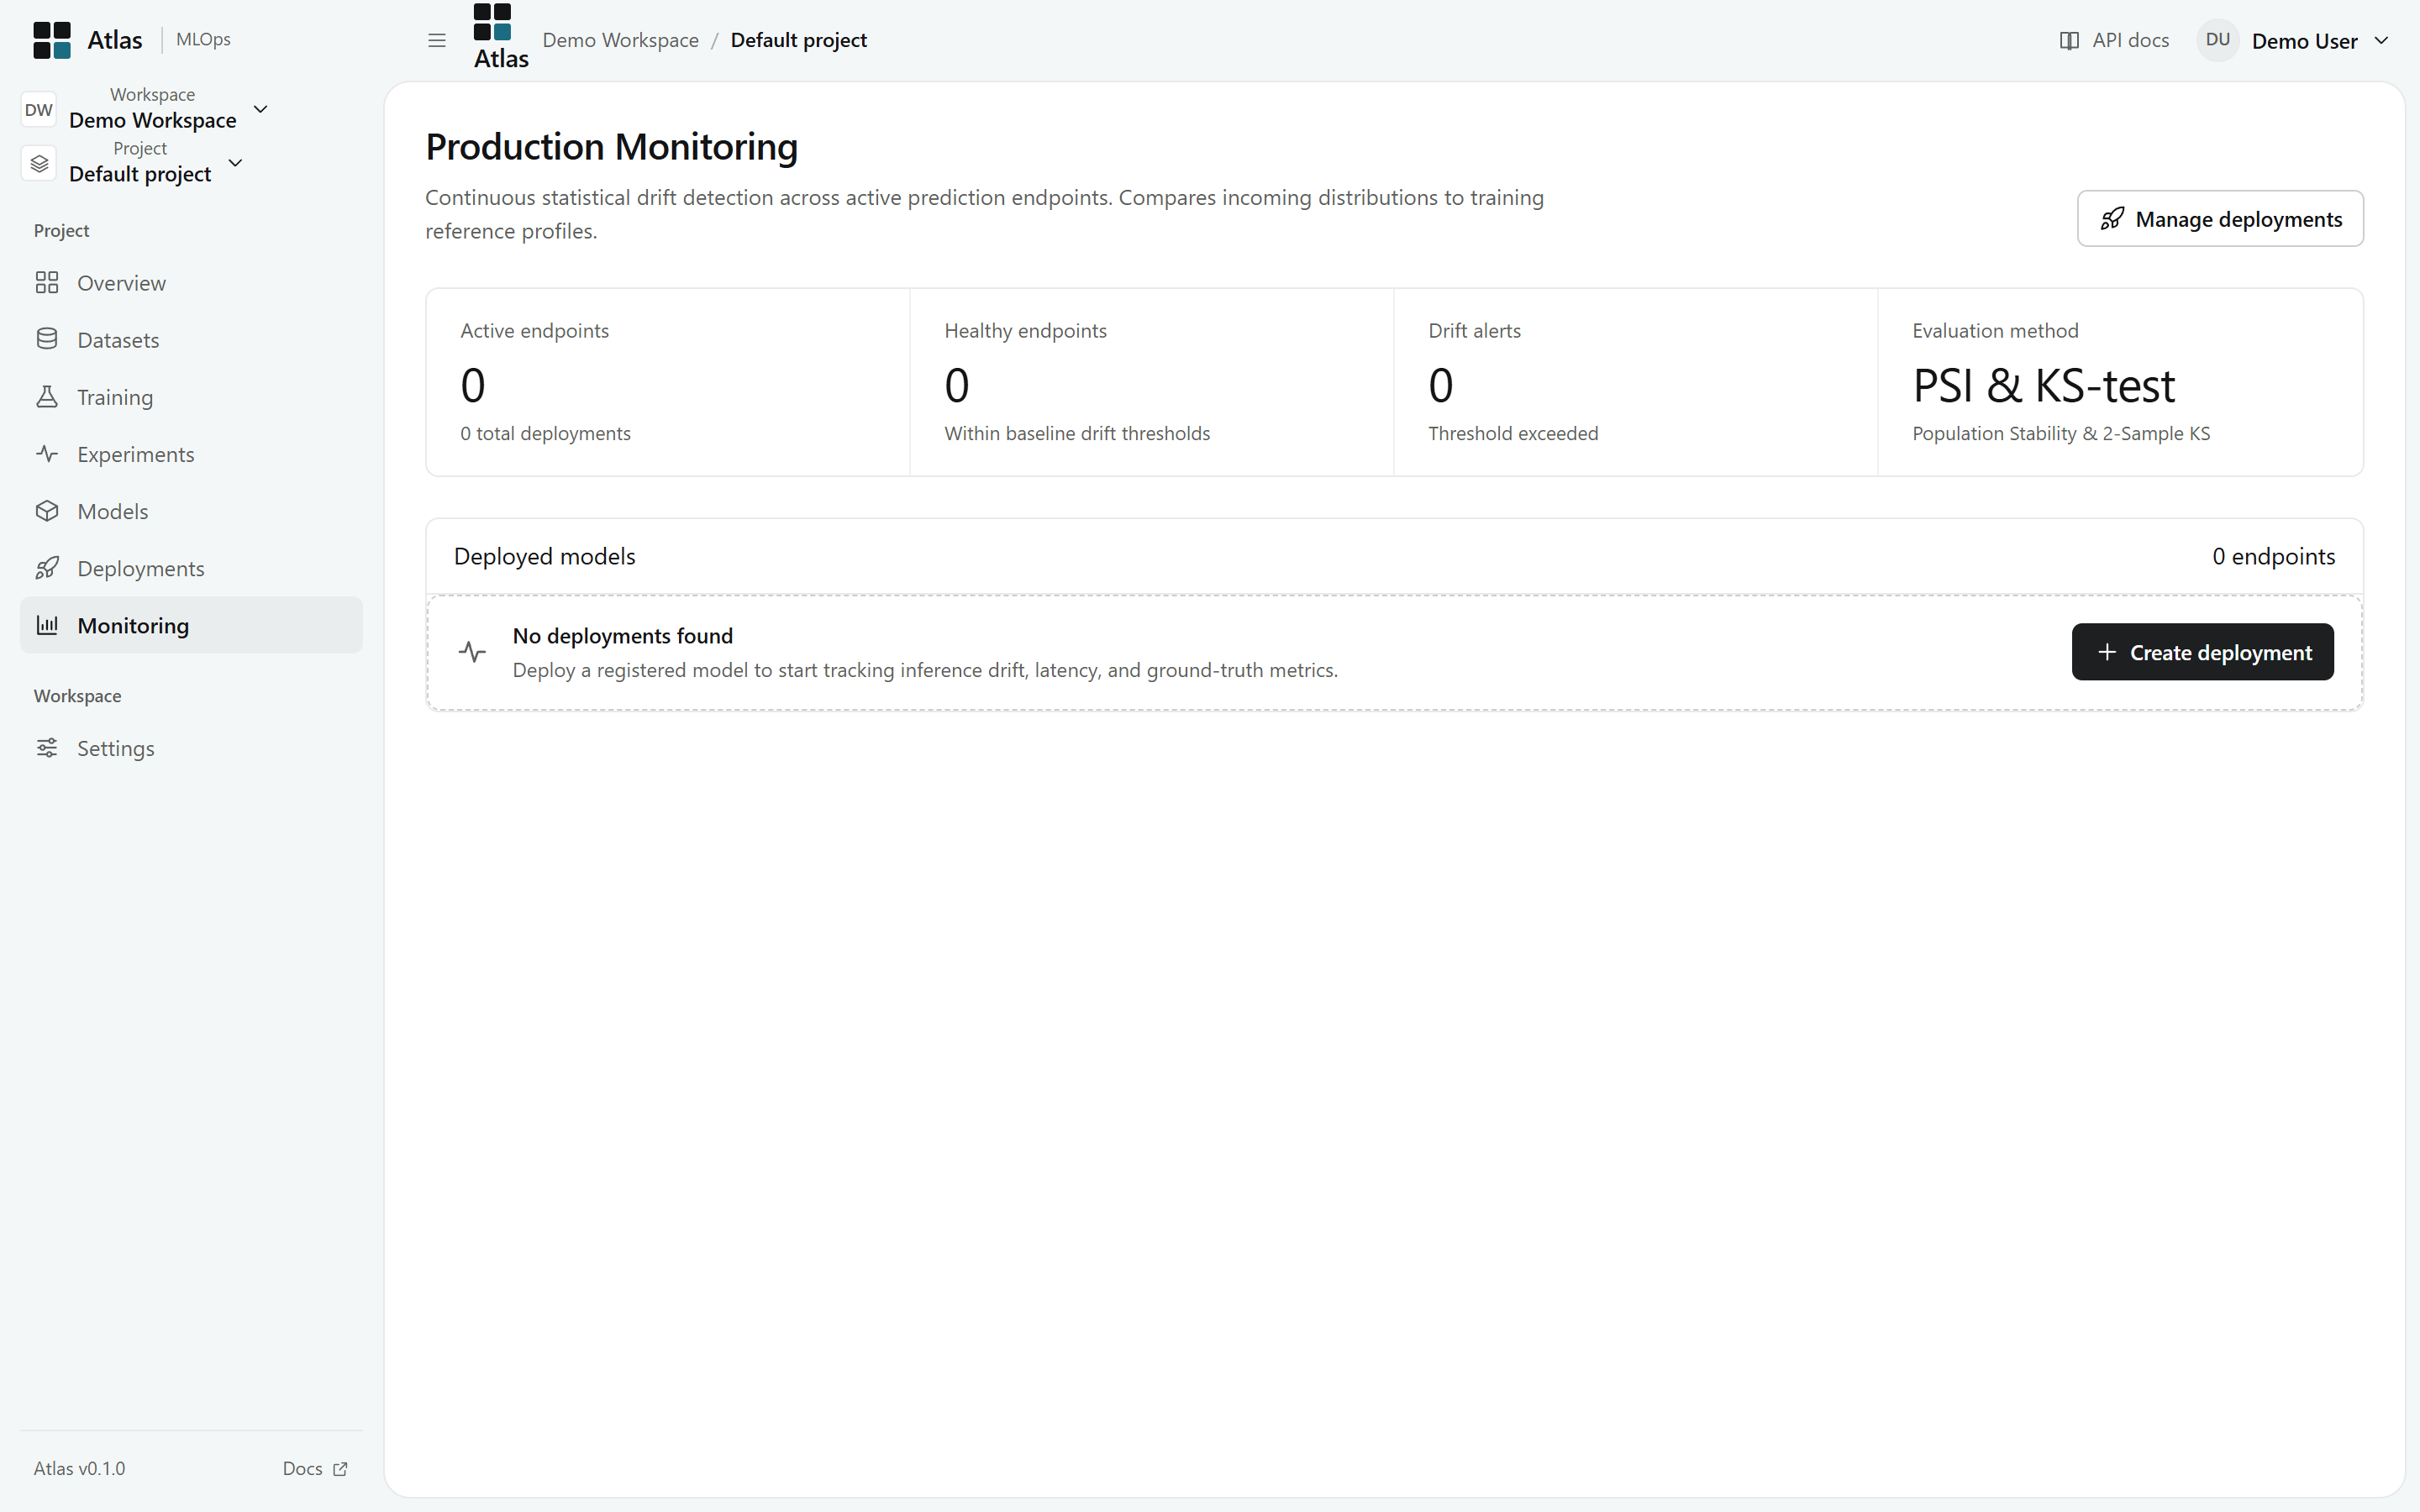 Atlas
MLOps
Atlas
Demo Workspace / Default project
API docs
DU
Demo User
DW
Workspace
Demo Workspace
Project
Default project
Project
Overview
Datasets
Training
Experiments
Models
Deployments
Monitoring
Workspace
Settings
Atlas v0.1.0
Docs
Production Monitoring
Continuous statistical drift detection across active prediction endpoints. Compares incoming distributions to training
reference profiles.
Manage deployments
Active endpoints
0
0 total deployments
Healthy endpoints
0
Within baseline drift thresholds
Drift alerts
0
Threshold exceeded
Evaluation method
PSI & KS-test
Population Stability & 2-Sample KS
Deployed models
0 endpoints
No deployments found
Deploy a registered model to start tracking inference drift, latency, and ground-truth metrics.
Create deployment